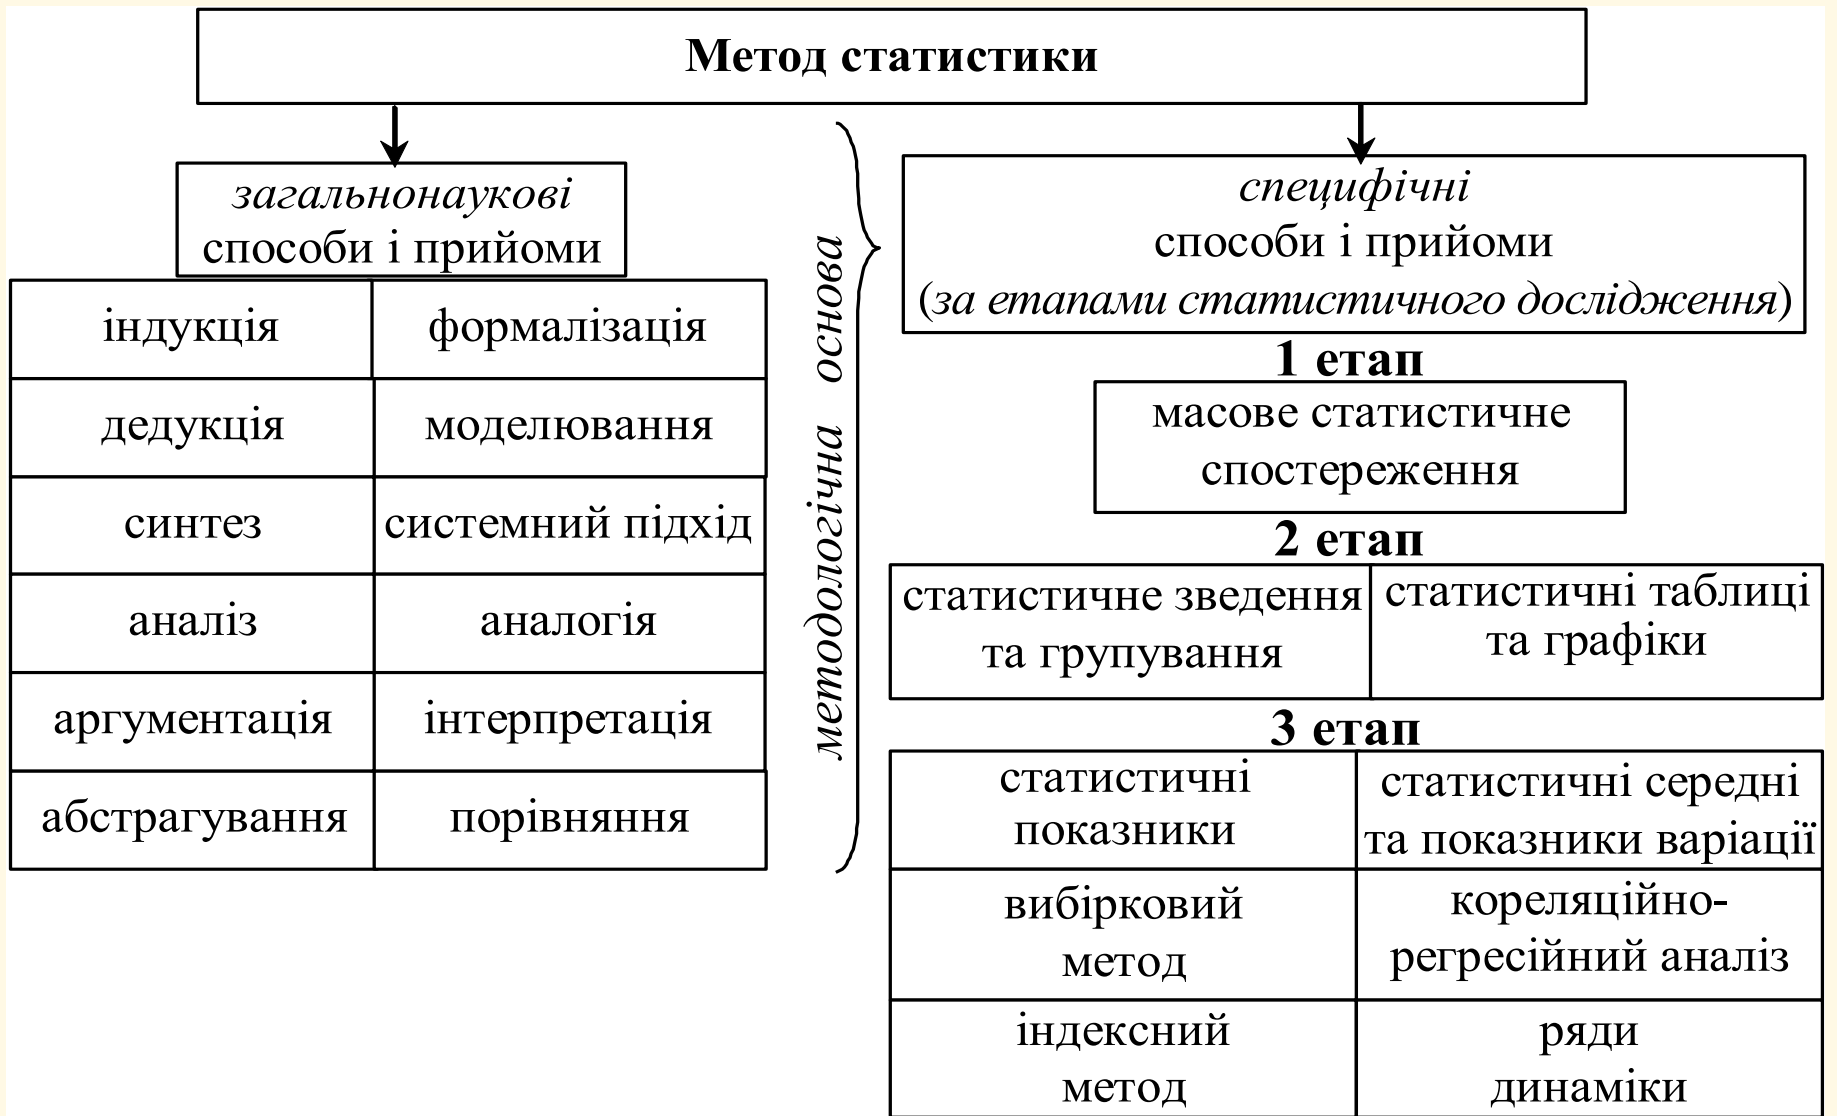 Метод статистики
загальнонаукові
способи і прийоми
індукція
формалізація
дедукція
моделювання
синтез
системний підхід
аналіз
аналогія
аргументація
інтерпретація
абстрагування
порівняння
методологічна основа
специфічні
способи і прийоми
(за етапами статистичного дослідження)
1 етап
масове статистичне
спостереження
2 етап
статистичне зведення
та групування
статистичні таблиці
та графіки
3 етап
статистичні
показники
статистичні середні
та показники варіації
вибірковий
метод
кореляційно-
регресійний аналіз
індексний
метод
ряди
динаміки